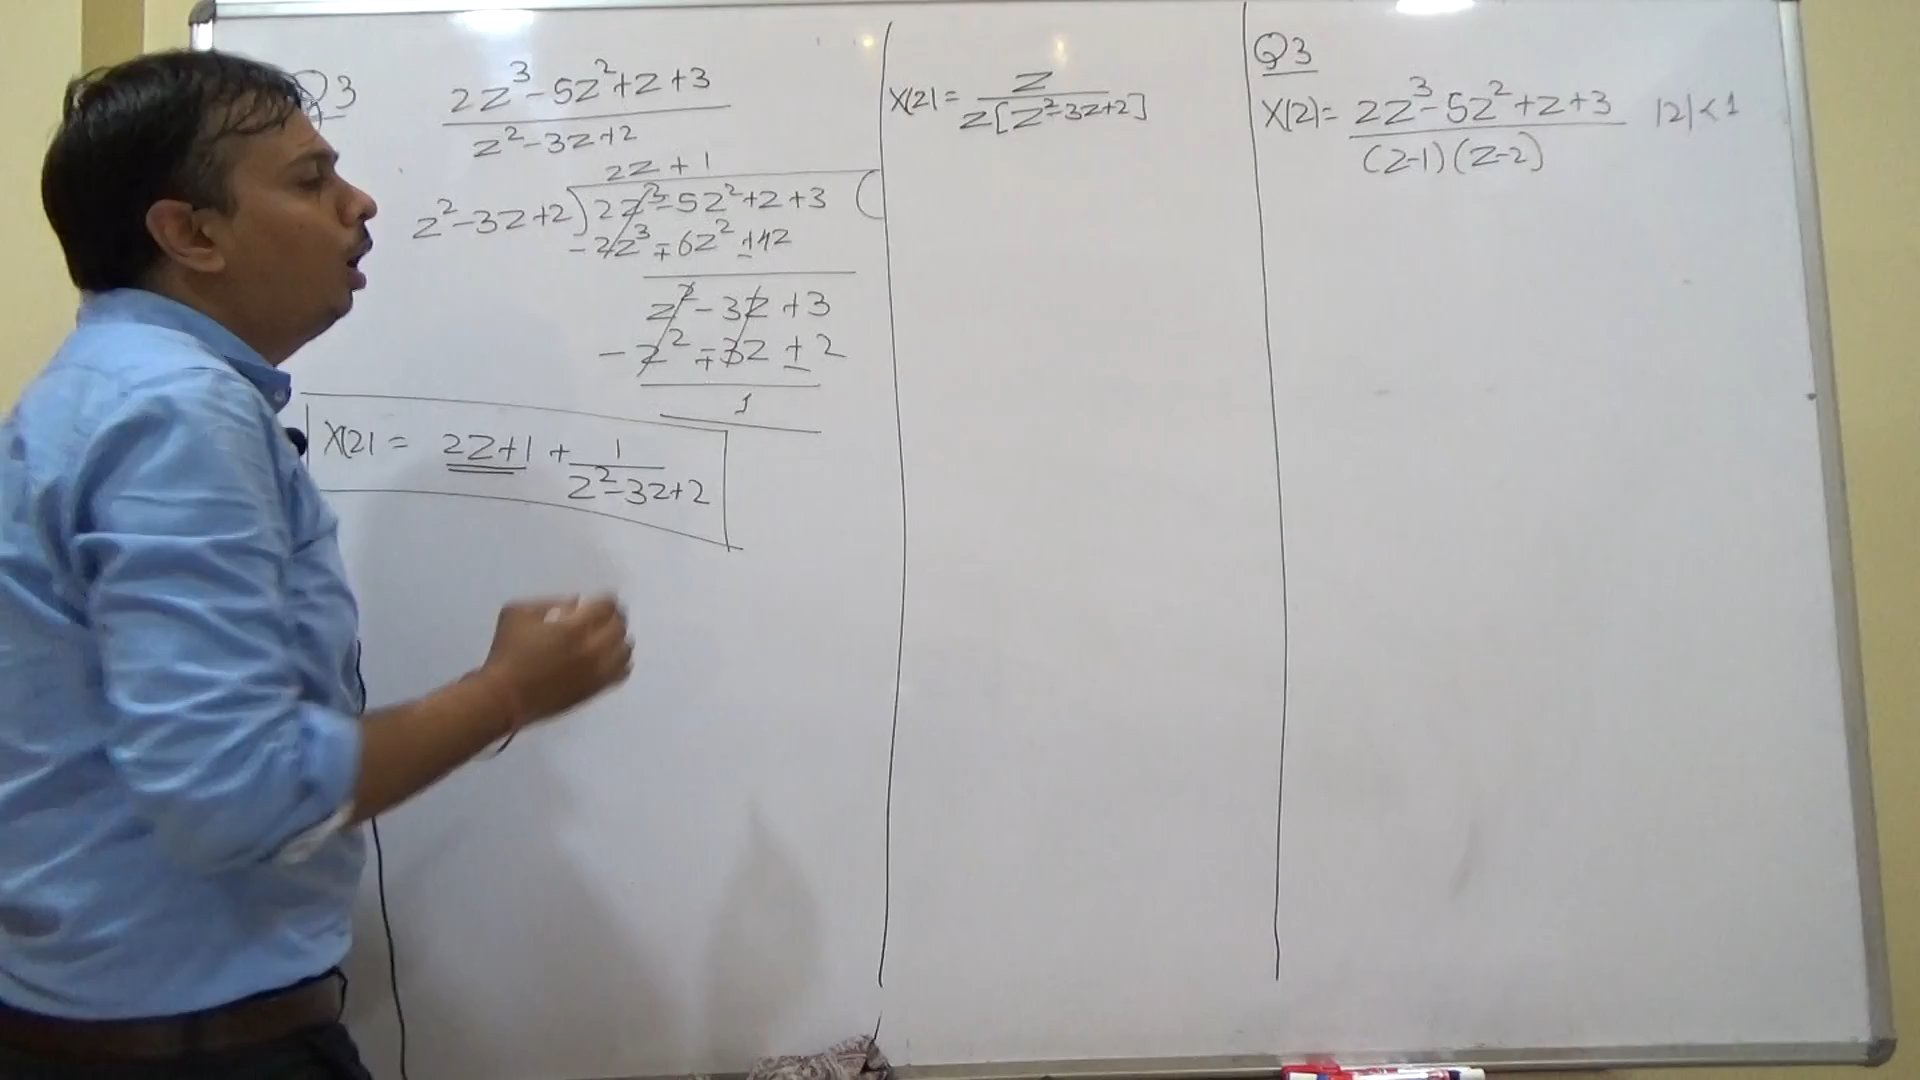 Q3
2z³-5z²+z+3
z²-3z+2
2z+1
z²-3z+2)2z³-5z²+z+3(
-2z³∓6z²±4z
z²-3z+3
-z²∓3z±2
1
X(z)= 2z+1+ 1
z²-3z+2
X(z)= z
z[z²-3z+2]
Q3
X(z)= 2z³-5z²+z+3 |z|<1
(z-1)(z-2)